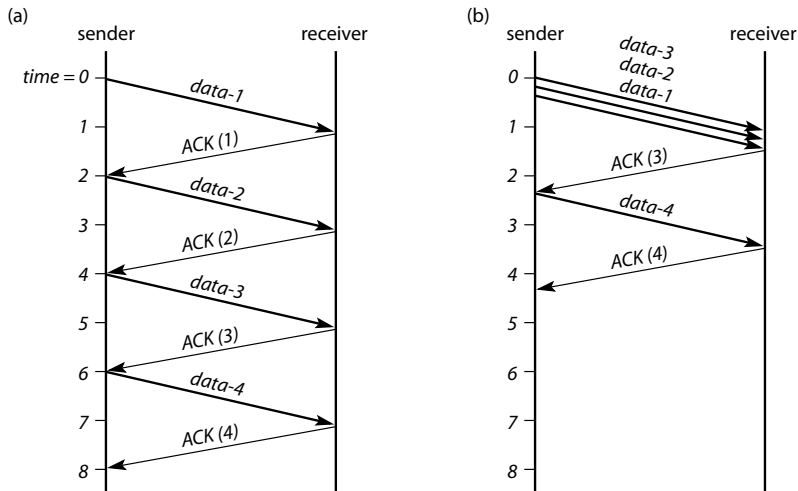 (a)
sender receiver
time = 0
data-1
1
ACK (1)
2
data-2
3
ACK (2)
4
data-3
5
ACK (3)
6
data-4
7
ACK (4)
8
(b)
sender receiver
data-3
0
data-2
data-1
1
ACK (3)
2
data-4
3
ACK (4)
4
5
6
7
8